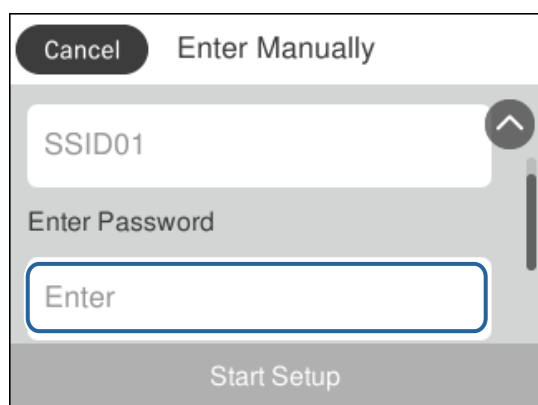 Cancel Enter Manually
SSID01
Enter Password
Enter
Start Setup